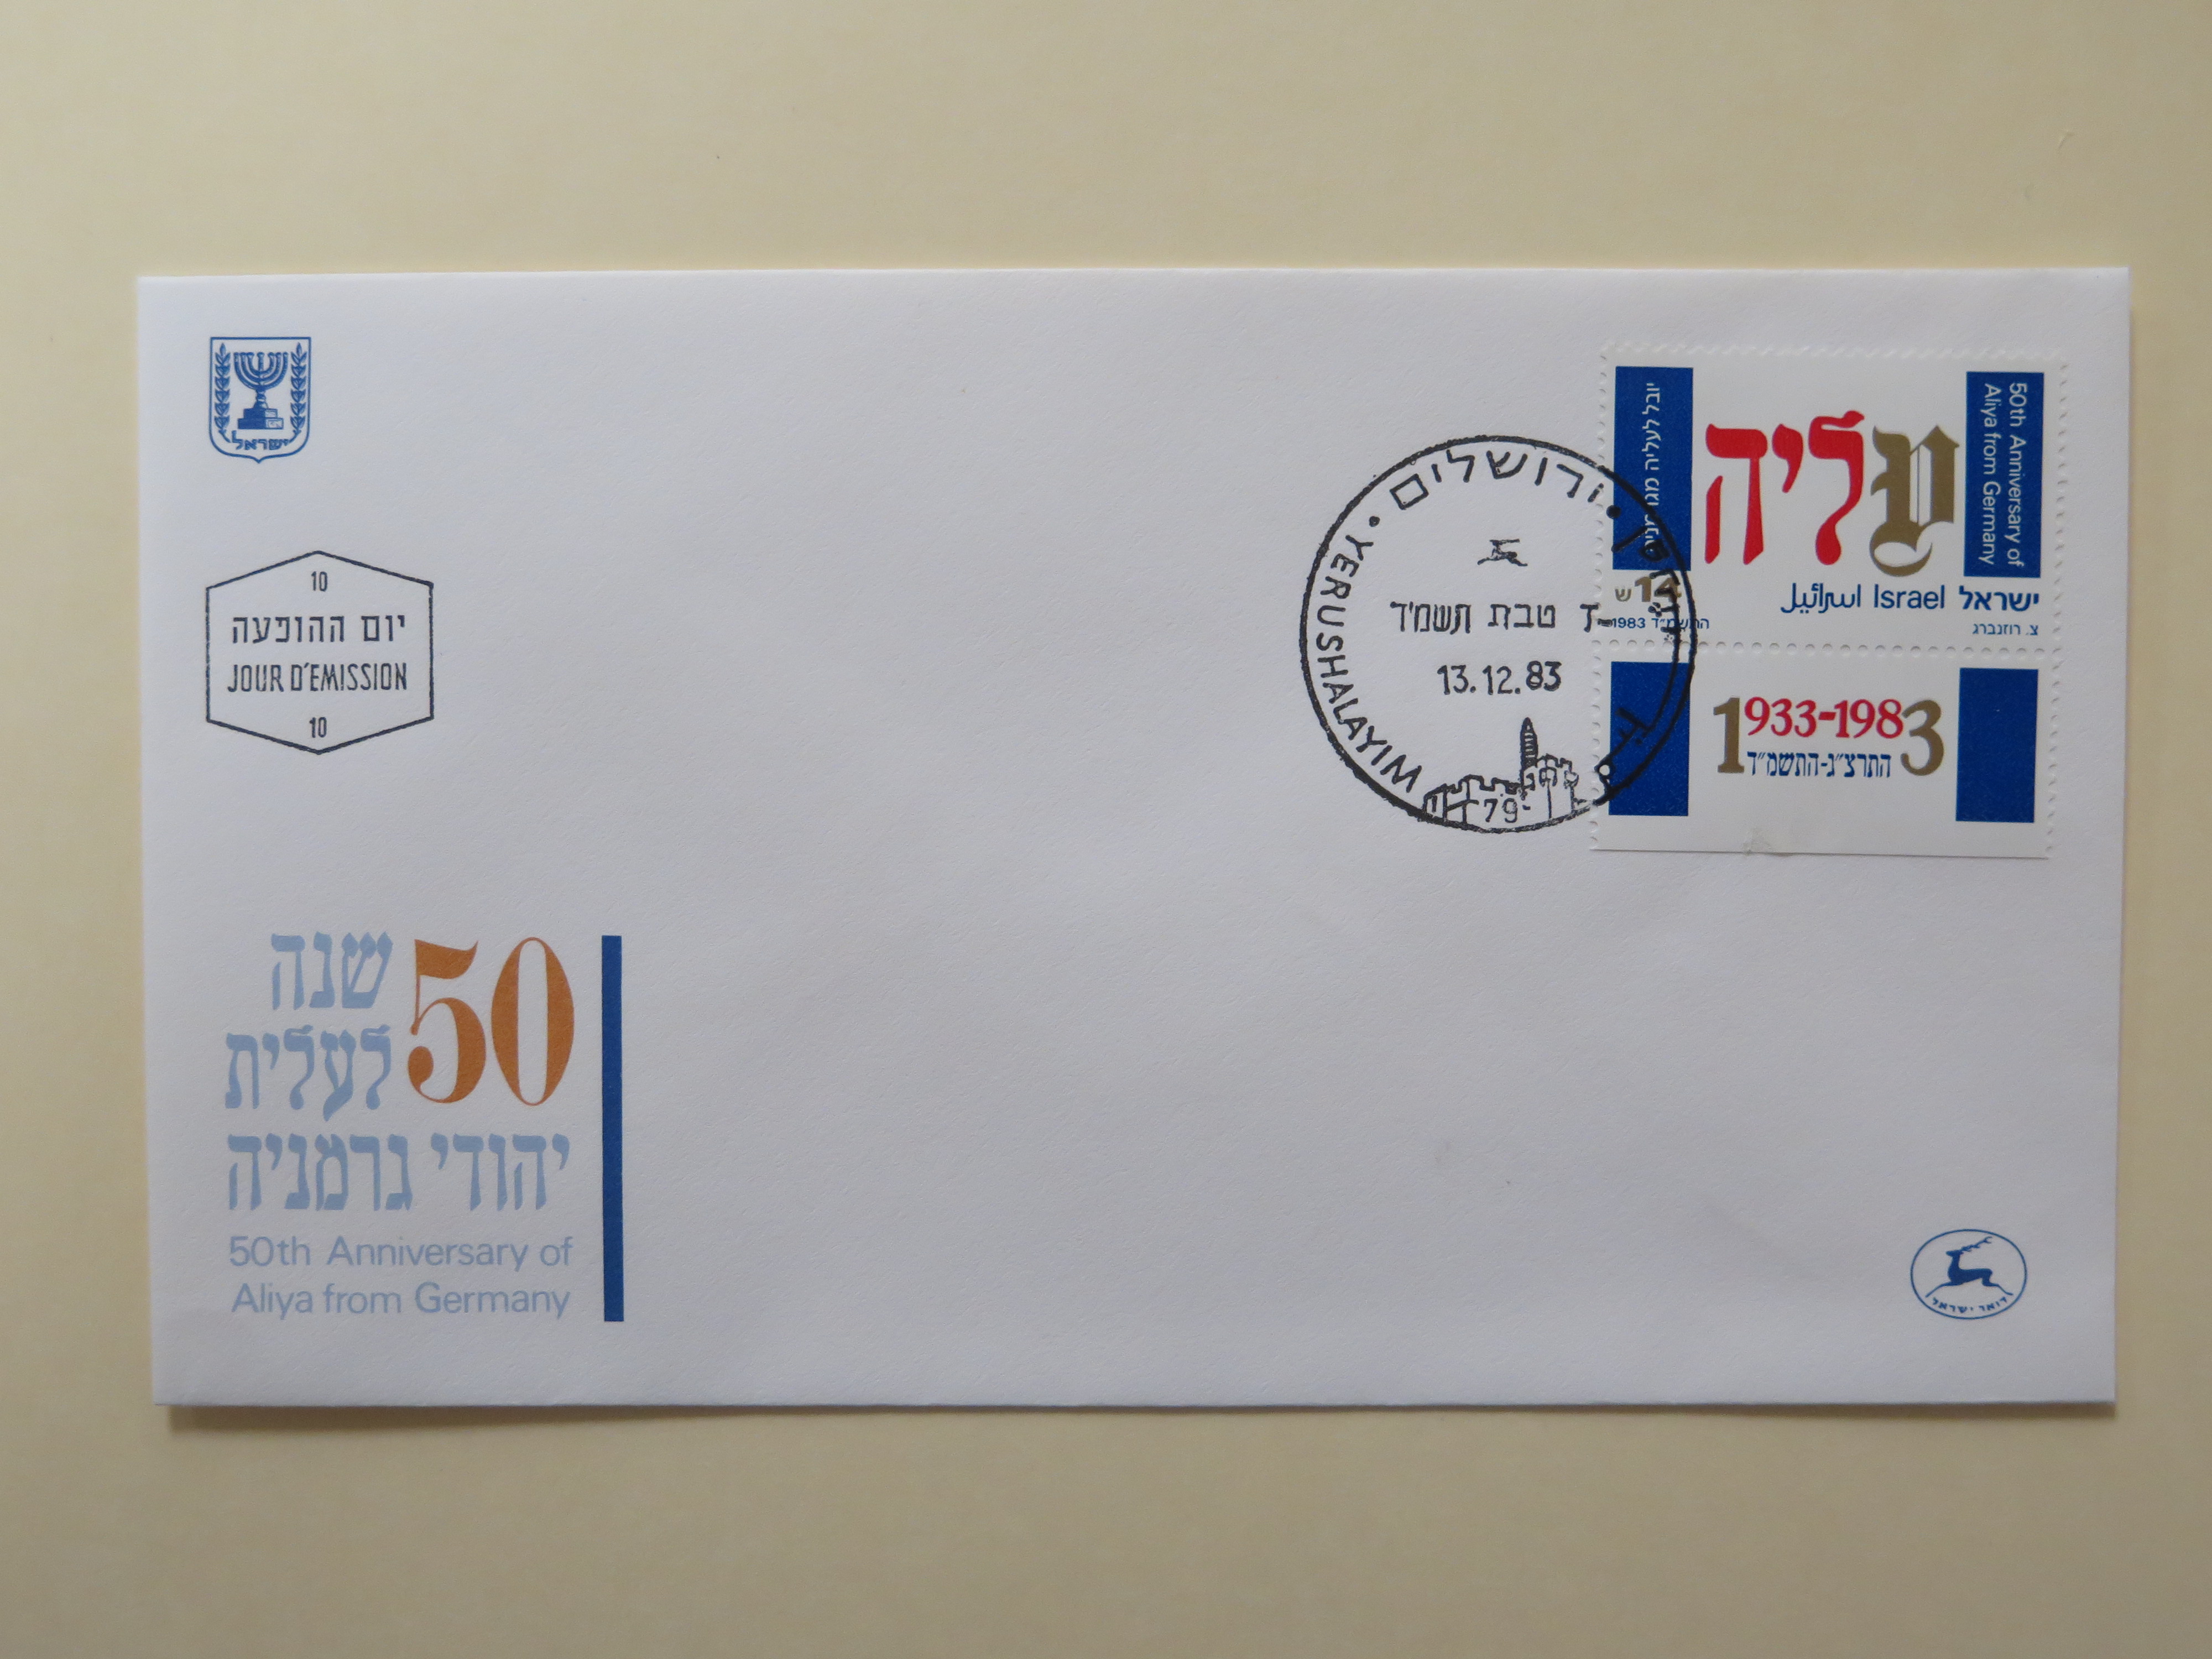 ישראל
10
יום ההופעה
JOUR D'EMISSION
10
50 שנה
לעלית
יהודי גרמניה
50th Anniversary of
Aliya from Germany
ירושלים
YERUSHALAYIM
ז טבת תשמ"ד
13.12.83
79
יובל לעליה מגרמניה
עליה
50th Anniversary of
Aliya from Germany
14 ש
ישראל Israel اسرائيل
התשמ"ד 1983
צ. רוזנברג
1933-1983
התרצ"ג-התשמ"ד
דואר ישראל